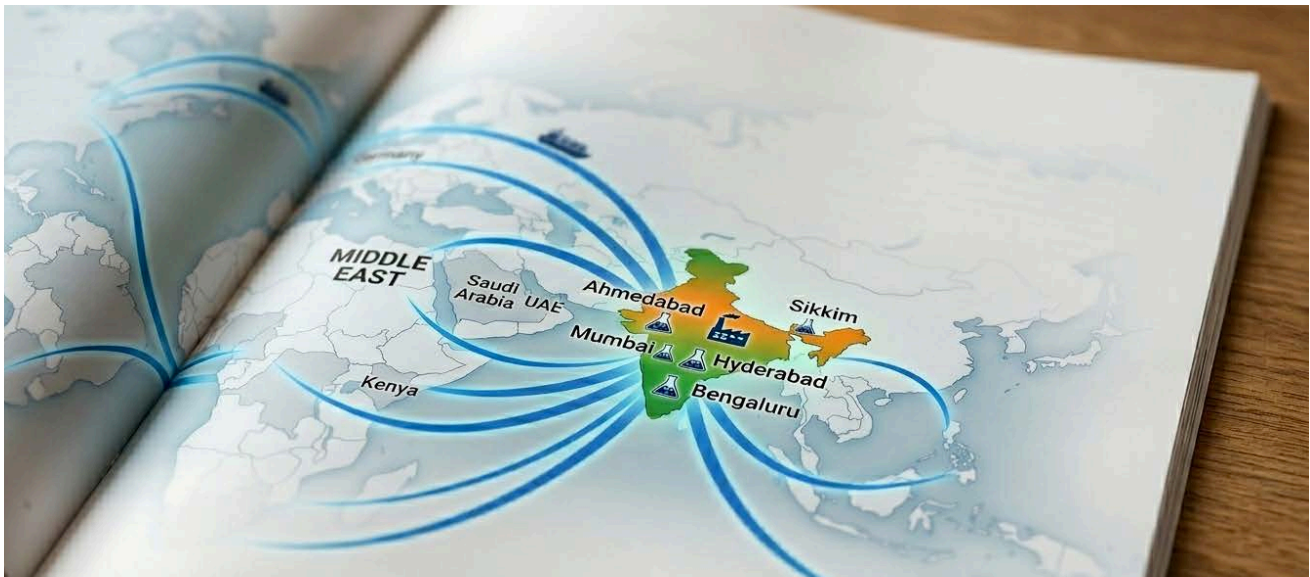 Germany
MIDDLE
EAST
Saudi
Arabia
UAE
Ahmedabad
Sikkim
Mumbai
Hyderabad
Kenya
Bengaluru